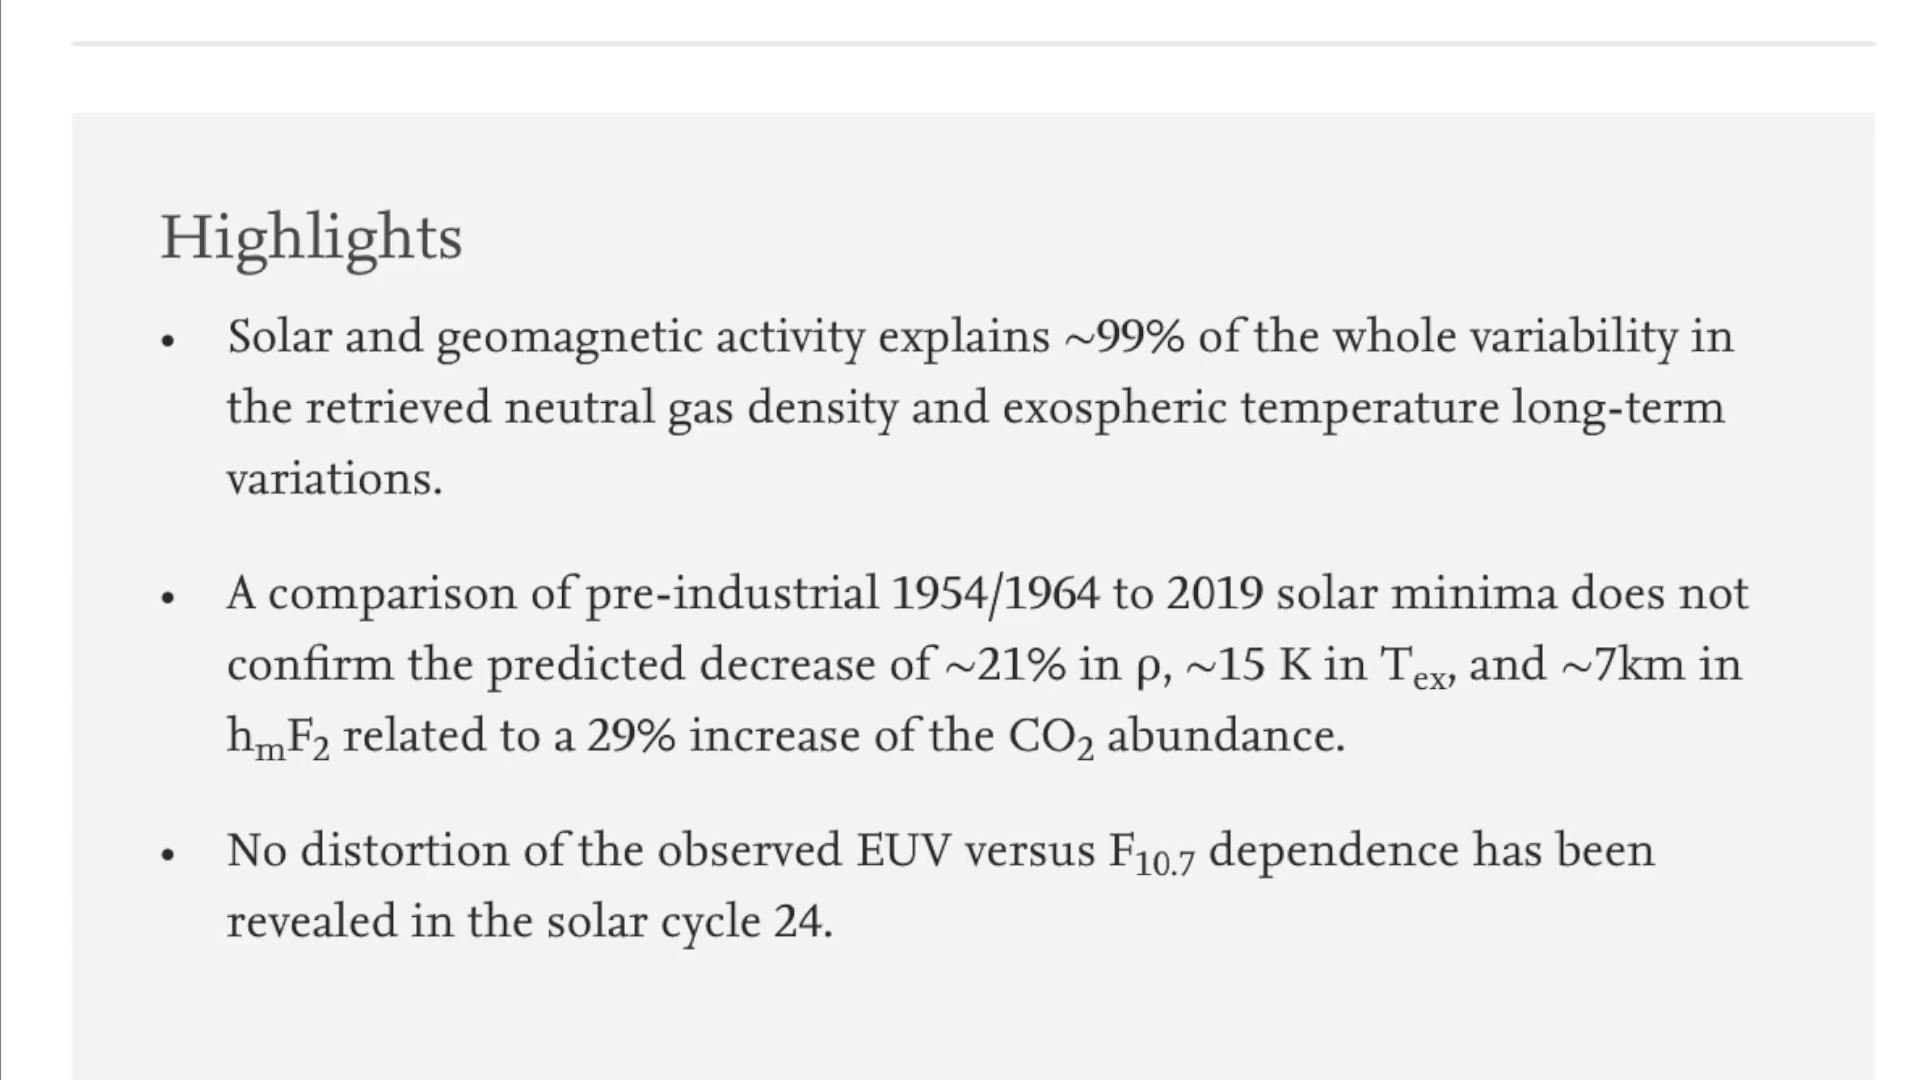 Highlights
• Solar and geomagnetic activity explains ~99% of the whole variability in
the retrieved neutral gas density and exospheric temperature long-term
variations.
• A comparison of pre-industrial 1954/1964 to 2019 solar minima does not
confirm the predicted decrease of ~21% in ρ, ~15 K in Tₑₓ, and ~7km in
hₘF₂ related to a 29% increase of the CO₂ abundance.
• No distortion of the observed EUV versus F₁₀.₇ dependence has been
revealed in the solar cycle 24.